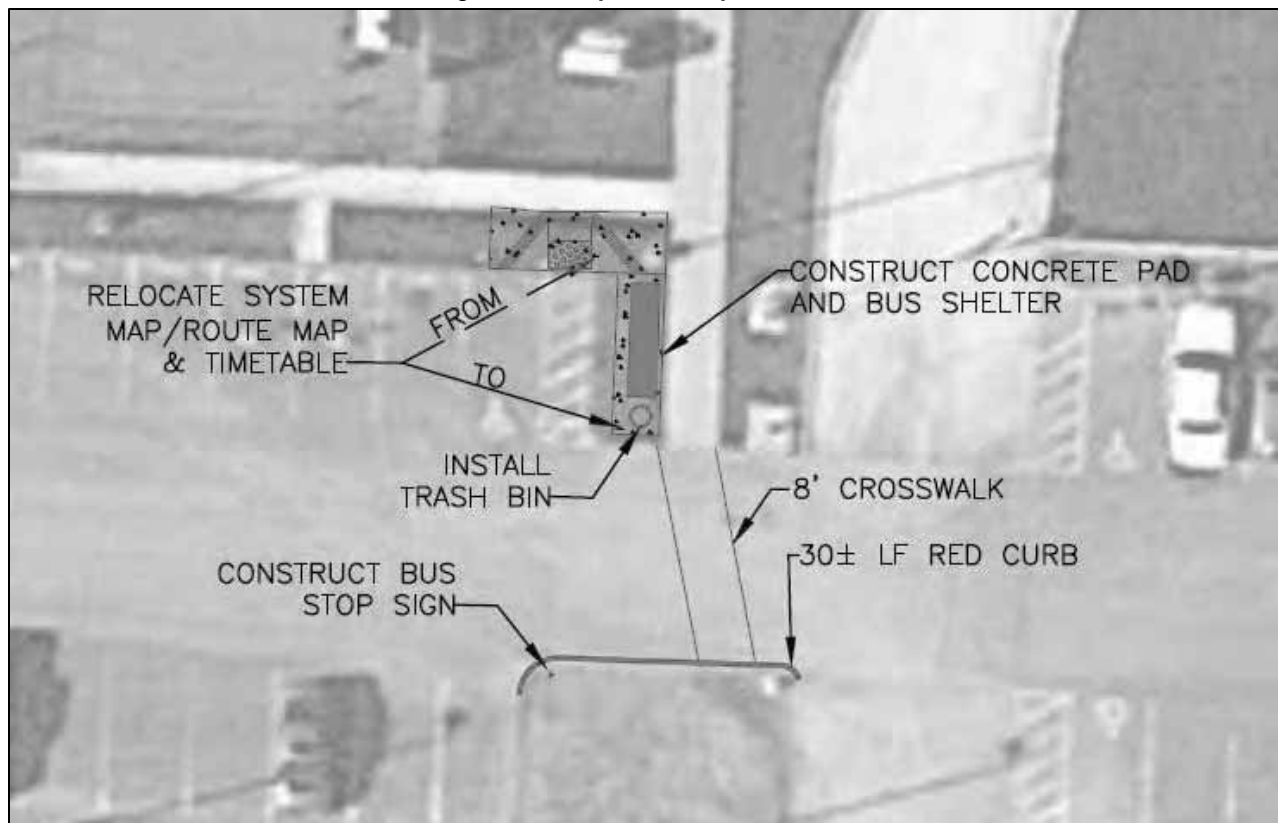 RELOCATE SYSTEM
MAP/ROUTE MAP
& TIMETABLE
FROM
TO
CONSTRUCT CONCRETE PAD
AND BUS SHELTER
INSTALL
TRASH BIN
8' CROSSWALK
CONSTRUCT BUS
STOP SIGN
30± LF RED CURB